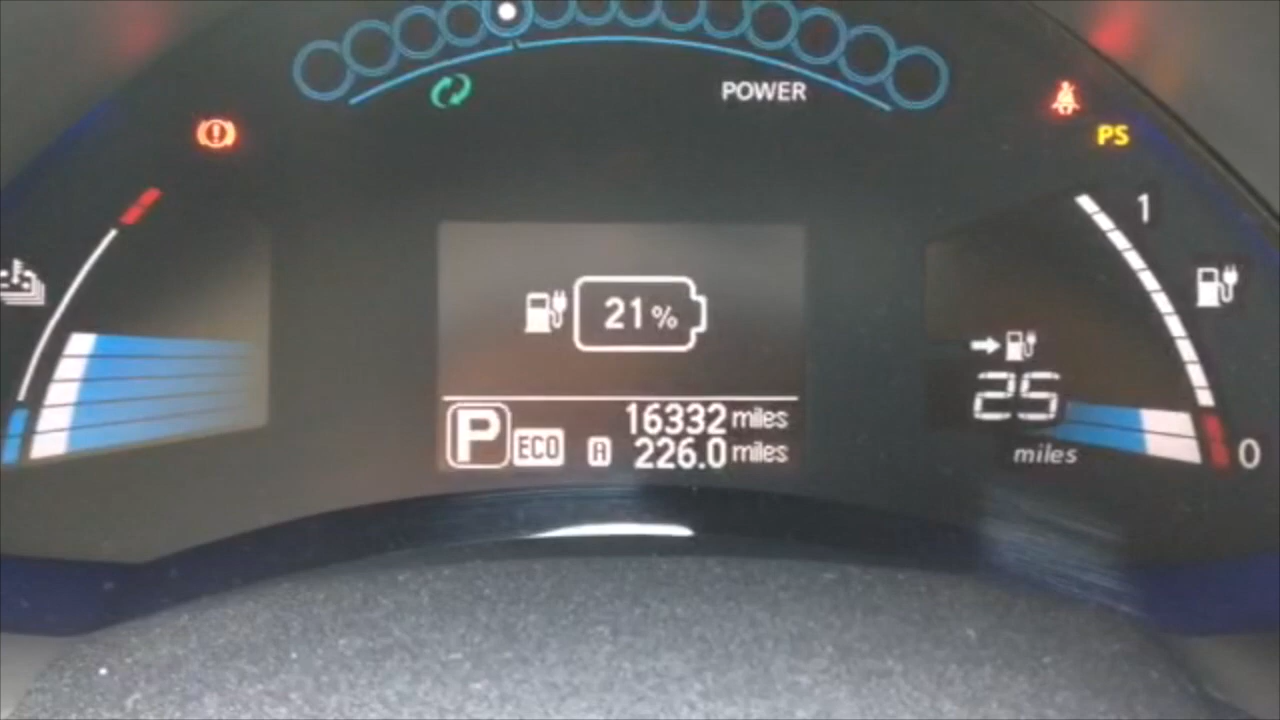 POWER
PS
1
21%
25
miles
0
P ECO
16332 miles
A 226.0 miles